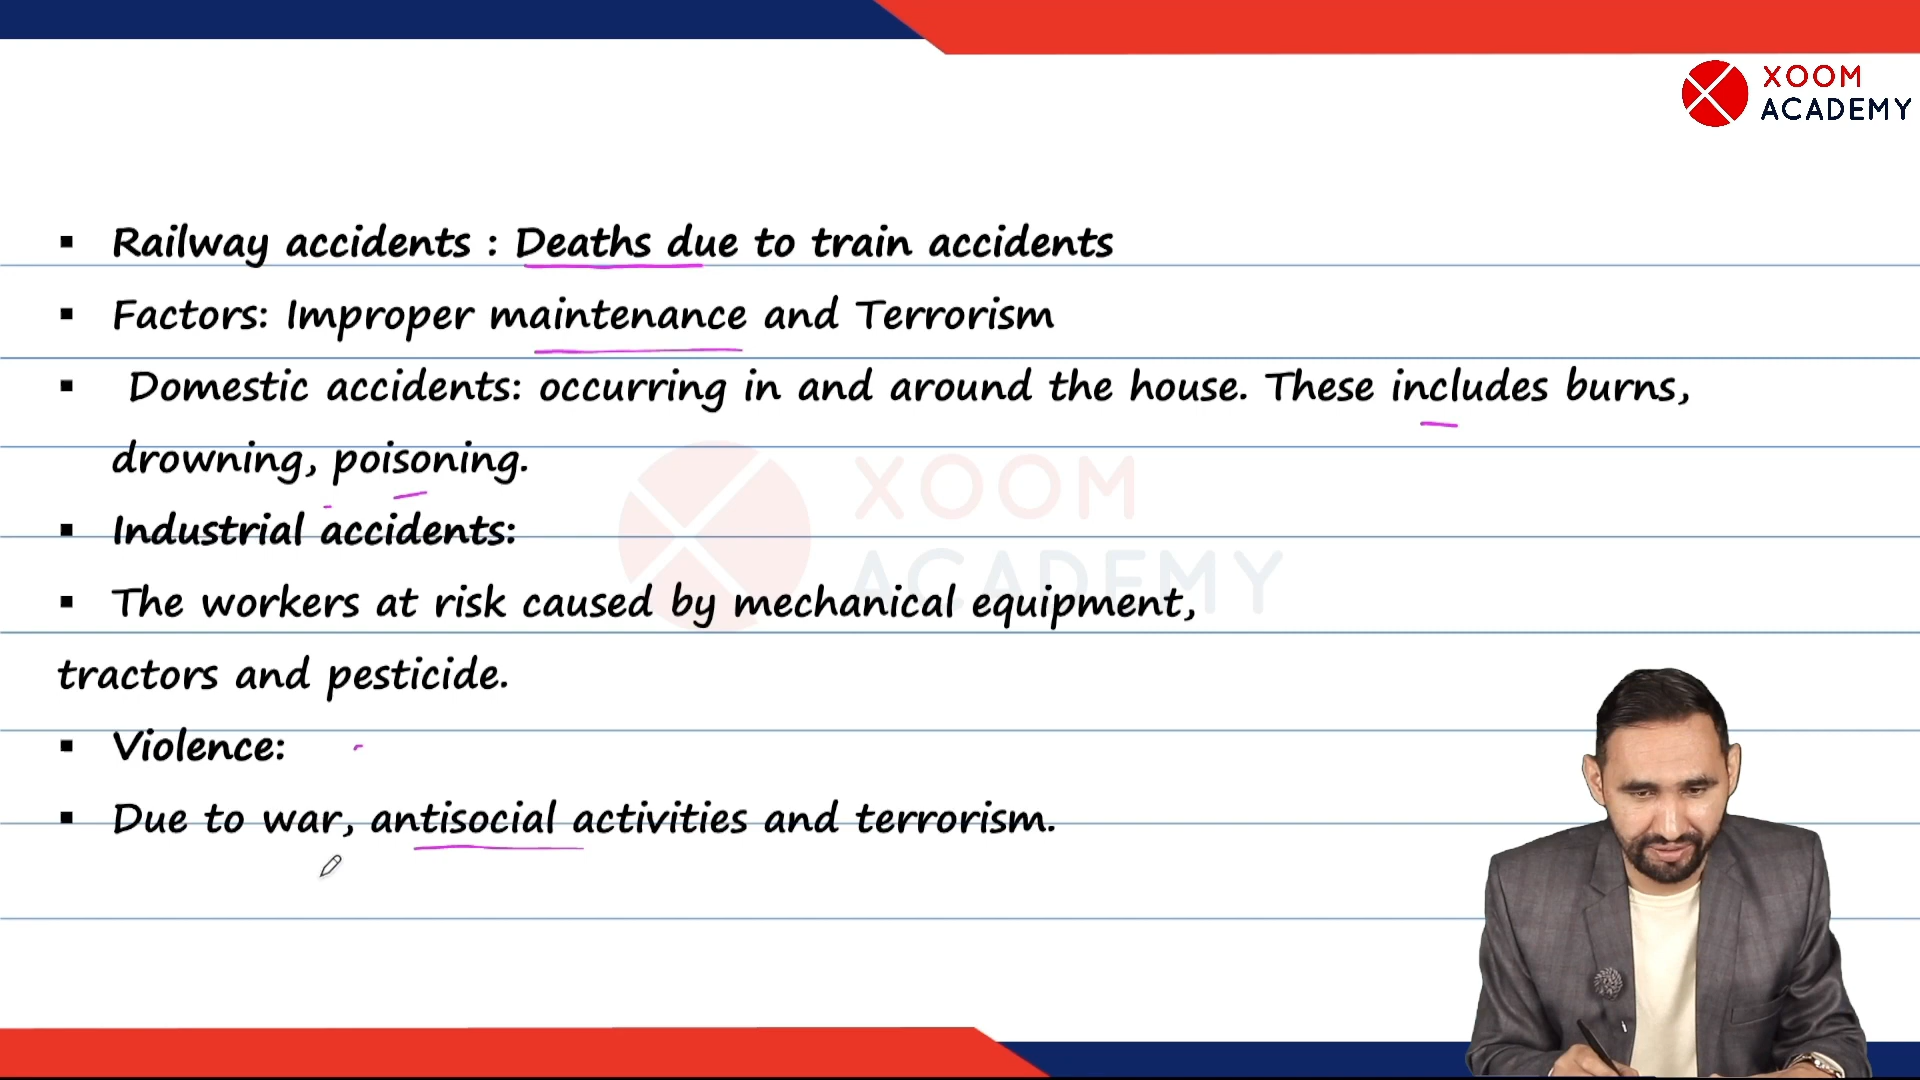 XOOM
ACADEMY
▪ Railway accidents : Deaths due to train accidents
▪ Factors: Improper maintenance and Terrorism
▪ Domestic accidents: occurring in and around the house. These includes burns,
drowning, poisoning.
XOOM
ACADEMY
▪ Industrial accidents:
▪ The workers at risk caused by mechanical equipment,
tractors and pesticide.
▪ Violence:
▪ Due to war, antisocial activities and terrorism.